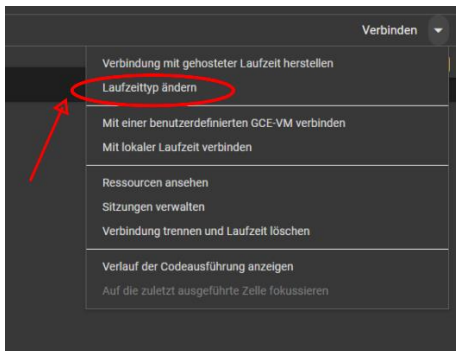 Verbinden
Verbindung mit gehosteter Laufzeit herstellen
Laufzeittyp ändern
Mit einer benutzerdefinierten GCE-VM verbinden
Mit lokaler Laufzeit verbinden
Ressourcen ansehen
Sitzungen verwalten
Verbindung trennen und Laufzeit löschen
Verlauf der Codeausführung anzeigen
Auf die zuletzt ausgeführte Zelle fokussieren